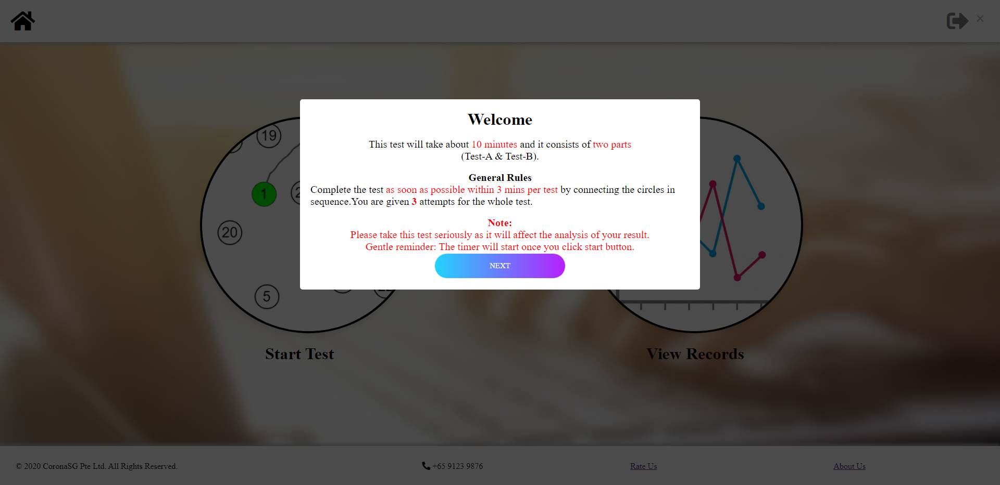 Welcome
This test will take about 10 minutes and it consists of two parts
(Test-A & Test-B).
General Rules
Complete the test as soon as possible within 3 mins per test by connecting the circles in
sequence.You are given 3 attempts for the whole test.
Note:
Please take this test seriously as it will affect the analysis of your result.
Gentle reminder: The timer will start once you click start button.
NEXT
19
1
20
5
Start Test
View Records
© 2020 CoronaSG Pte Ltd. All Rights Reserved.
+65 9123 9876
Rate Us
About Us